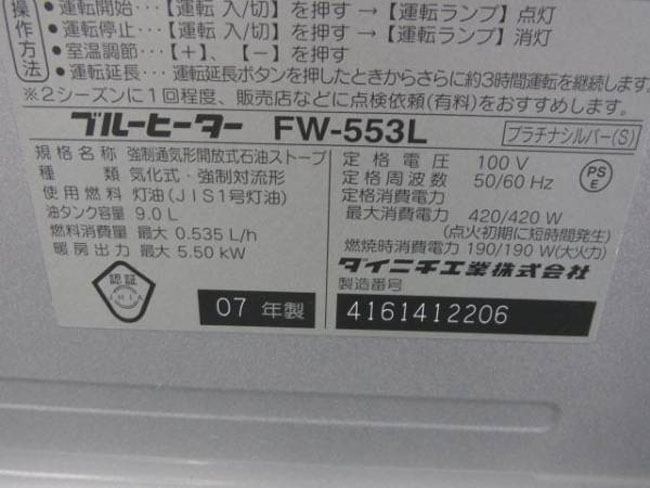 操作方法
•運転開始･･･【運転 入/切】を押す→【運転ランプ】点灯
•運転停止･･･【運転 入/切】を押す→【運転ランプ】消灯
•室温調節･･･【+】、【-】を押す
•運転延長･･･運転延長ボタンを押したときからさらに約3時間運転を継続します。
※2シーズンに1回程度、販売店などに点検依頼(有料)をおすすめします。
ブルーヒーター FW-553L プラチナシルバー(S)
規格名称 強制通気形開放式石油ストーブ
種類 気化式・強制対流形
使用燃料 灯油(JIS1号灯油)
油タンク容量 9.0L
燃料消費量 最大 0.535 L/h
暖房出力 最大 5.50 kW
定格電圧 100 V
定格周波数 50/60 Hz
定格消費電力
最大消費電力 420/420 W
(点火初期に短時間発生)
燃焼時消費電力 190/190 W(大火力)
PS
E
ダイニチ工業株式会社
認証
JHIA
07 年製
製造番号
4161412206